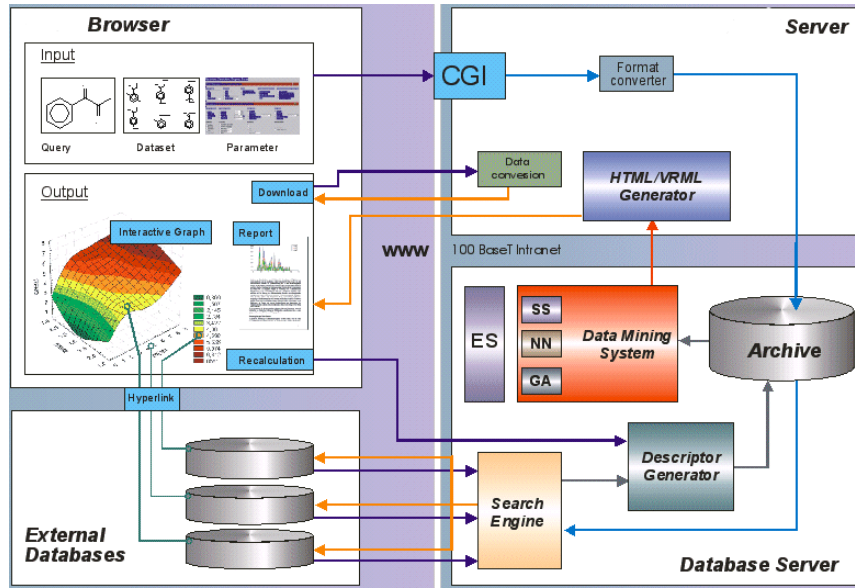 Browser
Input
Query
Dataset
Parameter
Output
Download
Interactive Graph
Report
Recalculation
Hyperlink
External
Databases
www
Server
CGI
Format
converter
Data
convesion
HTML/VRML
Generator
100 BaseT Intranet
ES
SS
NN
GA
Data Mining
System
Archive
Descriptor
Generator
Search
Engine
Database Server